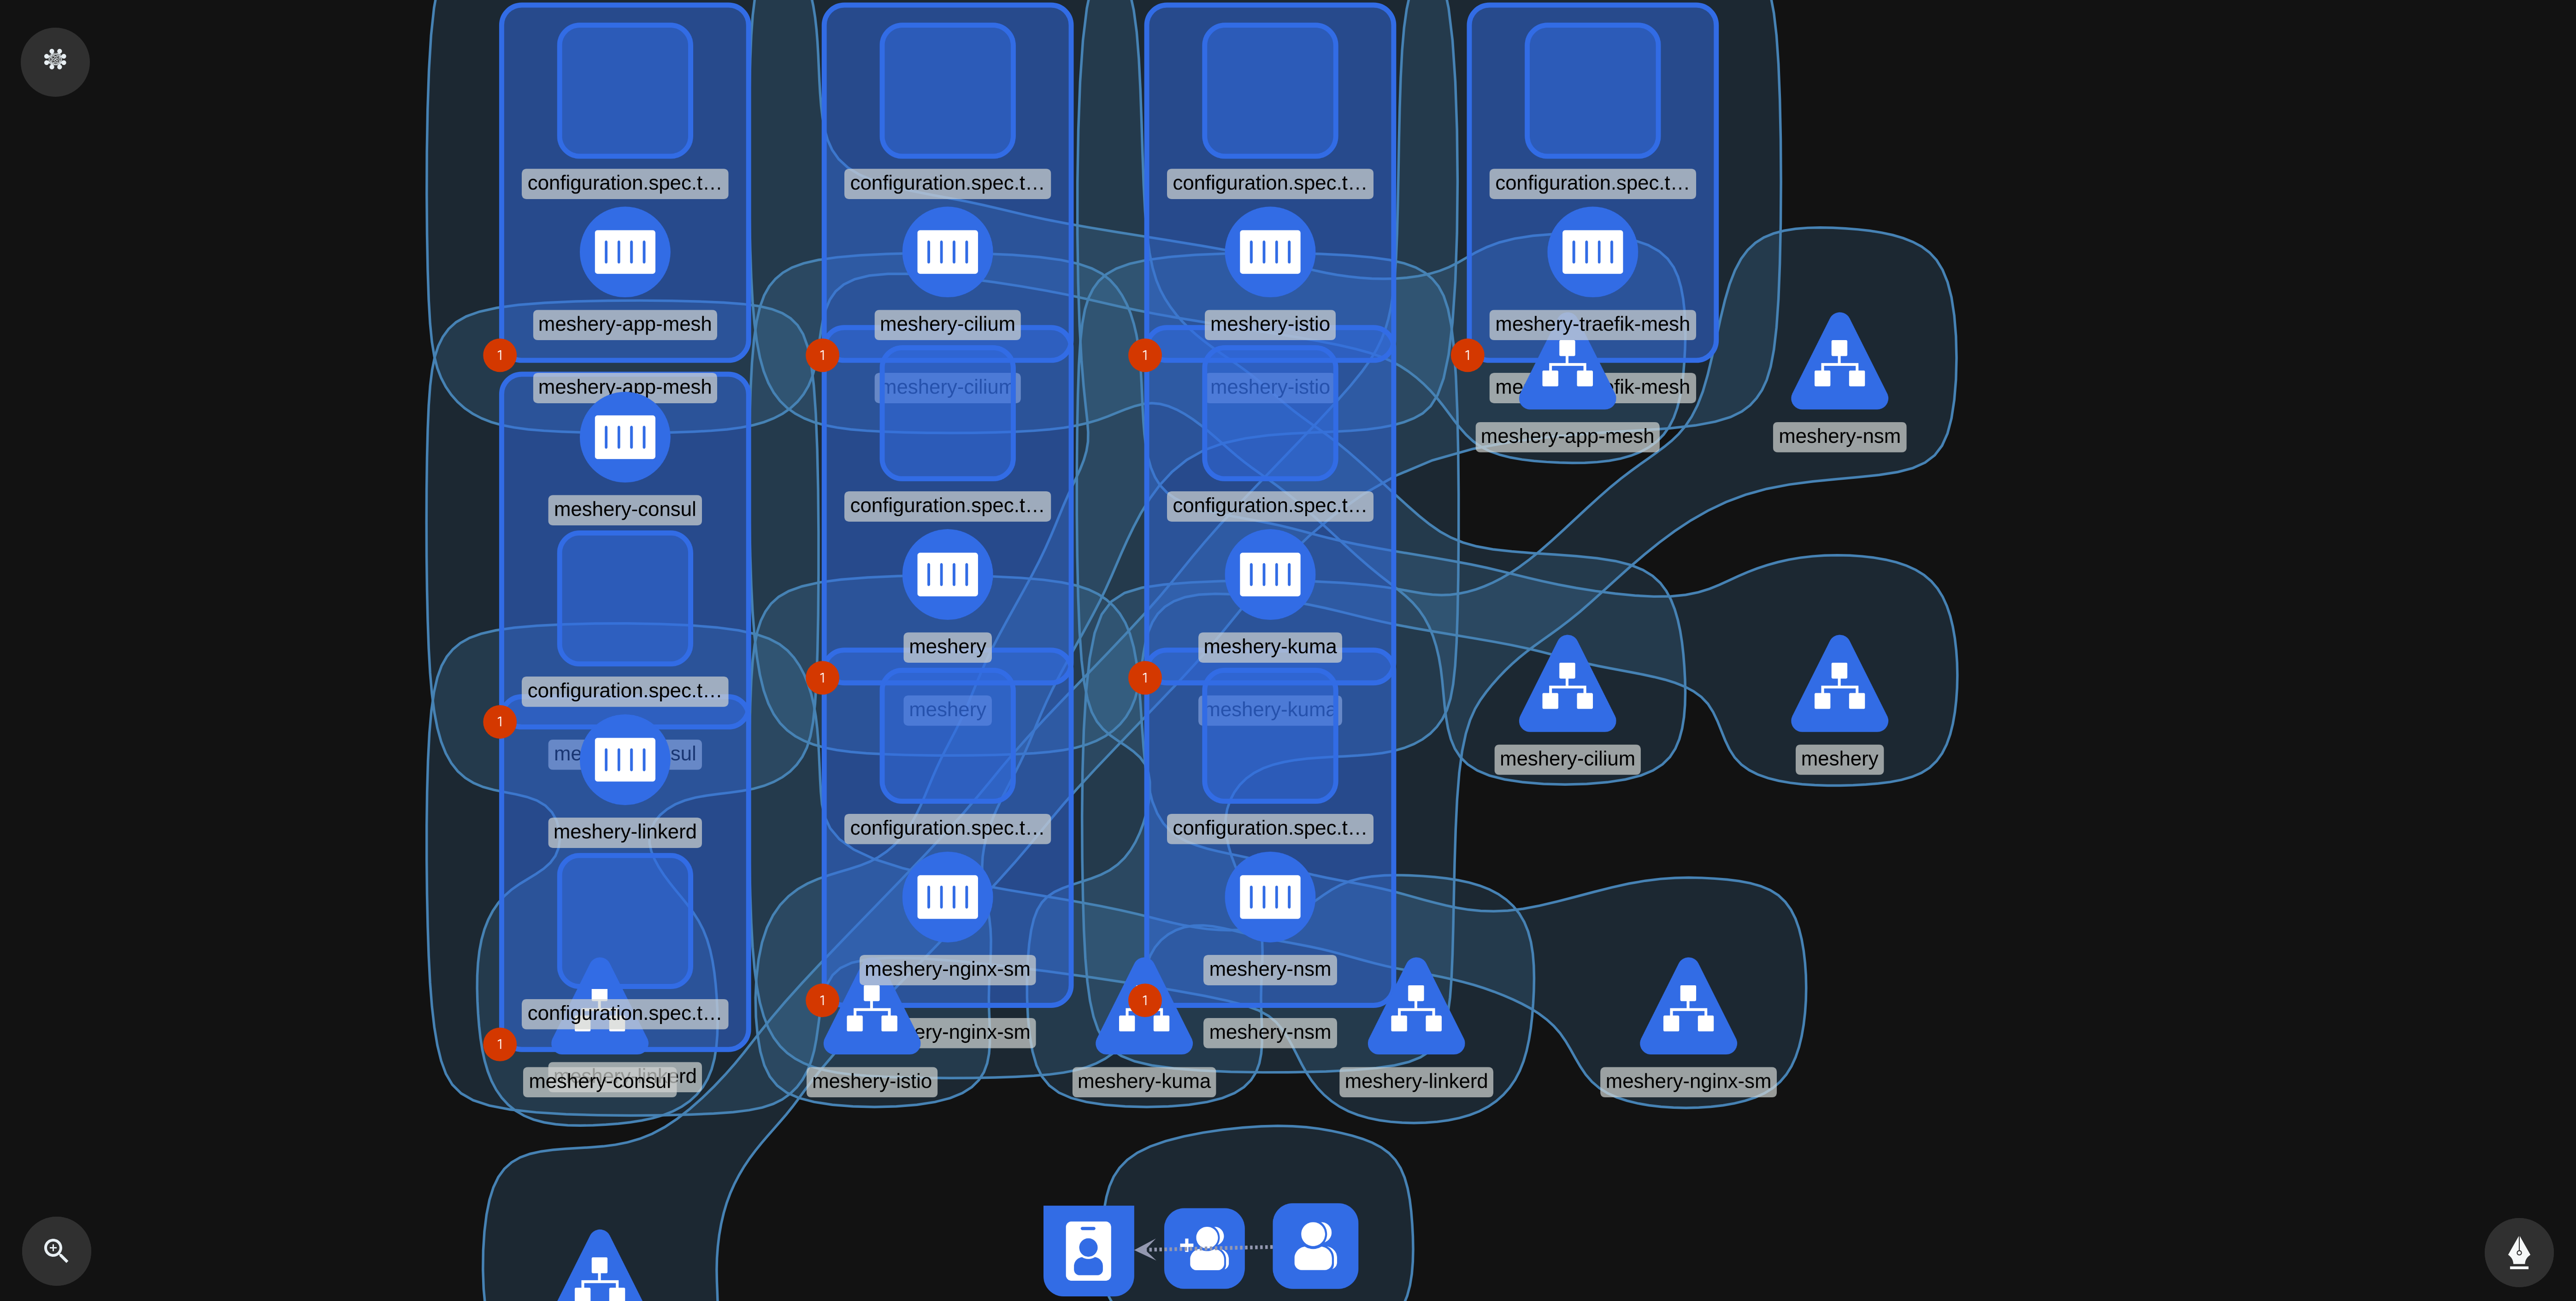 configuration.spec.t…
configuration.spec.t…
configuration.spec.t…
configuration.spec.t…
meshery-app-mesh
meshery-cilium
meshery-istio
meshery-traefik-mesh
1
1
1
1
meshery-app-mesh
meshery-cilium
meshery-istio
me
efik-mesh
meshery-app-mesh
meshery-nsm
meshery-consul
configuration.spec.t…
configuration.spec.t…
meshery
meshery-kuma
configuration.spec.t…
1
1
1
meshery
meshery-kuma
me
sul
meshery-cilium
meshery
meshery-linkerd
configuration.spec.t…
configuration.spec.t…
meshery-nginx-sm
meshery-nsm
configuration.spec.t…
1
1
1
ery-nginx-sm
meshery-nsm
meshery-consul
erd
meshery-istio
meshery-kuma
meshery-linkerd
meshery-nginx-sm